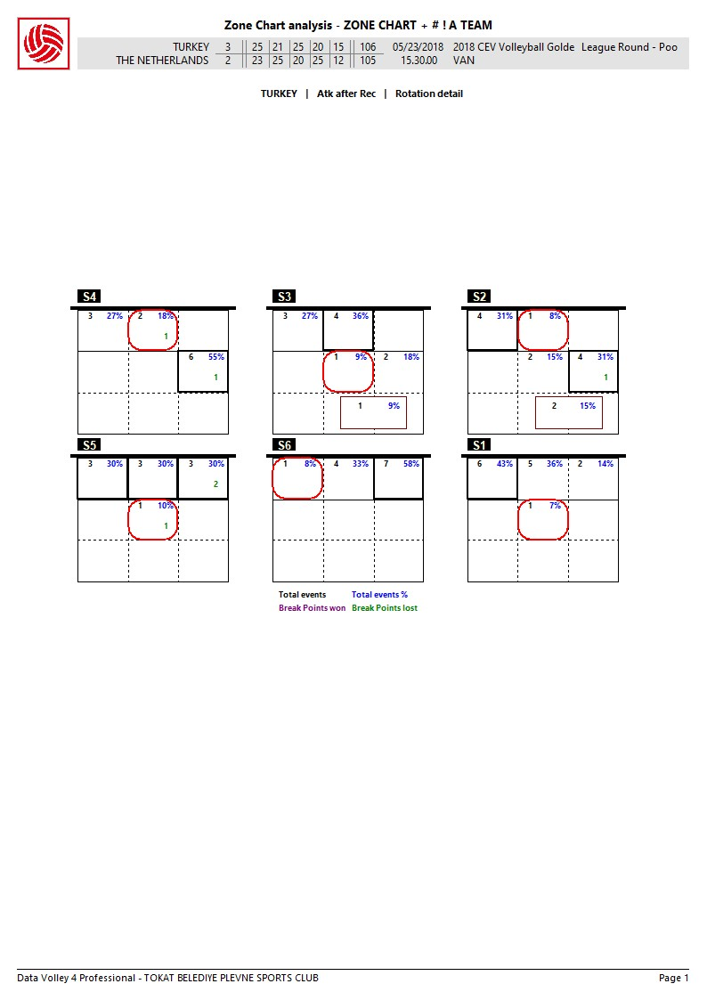 Zone Chart analysis - ZONE CHART + # ! A TEAM
TURKEY 3 25 21 25 20 15 106 05/23/2018 2018 CEV Volleyball Golde League Round - Poo
THE NETHERLANDS 2 23 25 20 25 12 105 15.30.00 VAN
TURKEY | Atk after Rec | Rotation detail
S4 S3 S2
3 27% 2 18% 3 27% 4 36% 4 31% 1 8%
1
6 55% 1 9% 2 18% 2 15% 4 31%
1 1
1 9% 2 15%
S5 S6 S1
3 30% 3 30% 3 30% 1 8% 4 33% 7 58% 6 43% 5 36% 2 14%
2
1 10% 1 7%
1
Total events Total events %
Break Points won Break Points lost
Data Volley 4 Professional - TOKAT BELEDIYE PLEVNE SPORTS CLUB Page 1